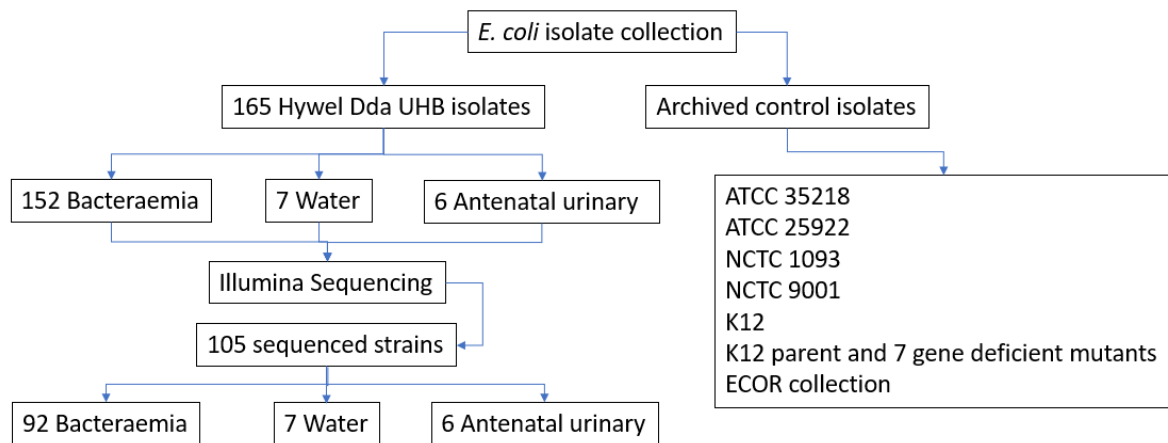 E. coli isolate collection
165 Hywel Dda UHB isolates
Archived control isolates
152 Bacteraemia
7 Water
6 Antenatal urinary
ATCC 35218
ATCC 25922
NCTC 1093
NCTC 9001
K12
K12 parent and 7 gene deficient mutants
ECOR collection
Illumina Sequencing
105 sequenced strains
92 Bacteraemia
7 Water
6 Antenatal urinary